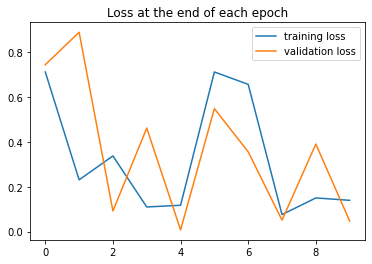 Loss at the end of each epoch
training loss
validation loss
0.8
0.6
0.4
0.2
0.0
0 2 4 6 8